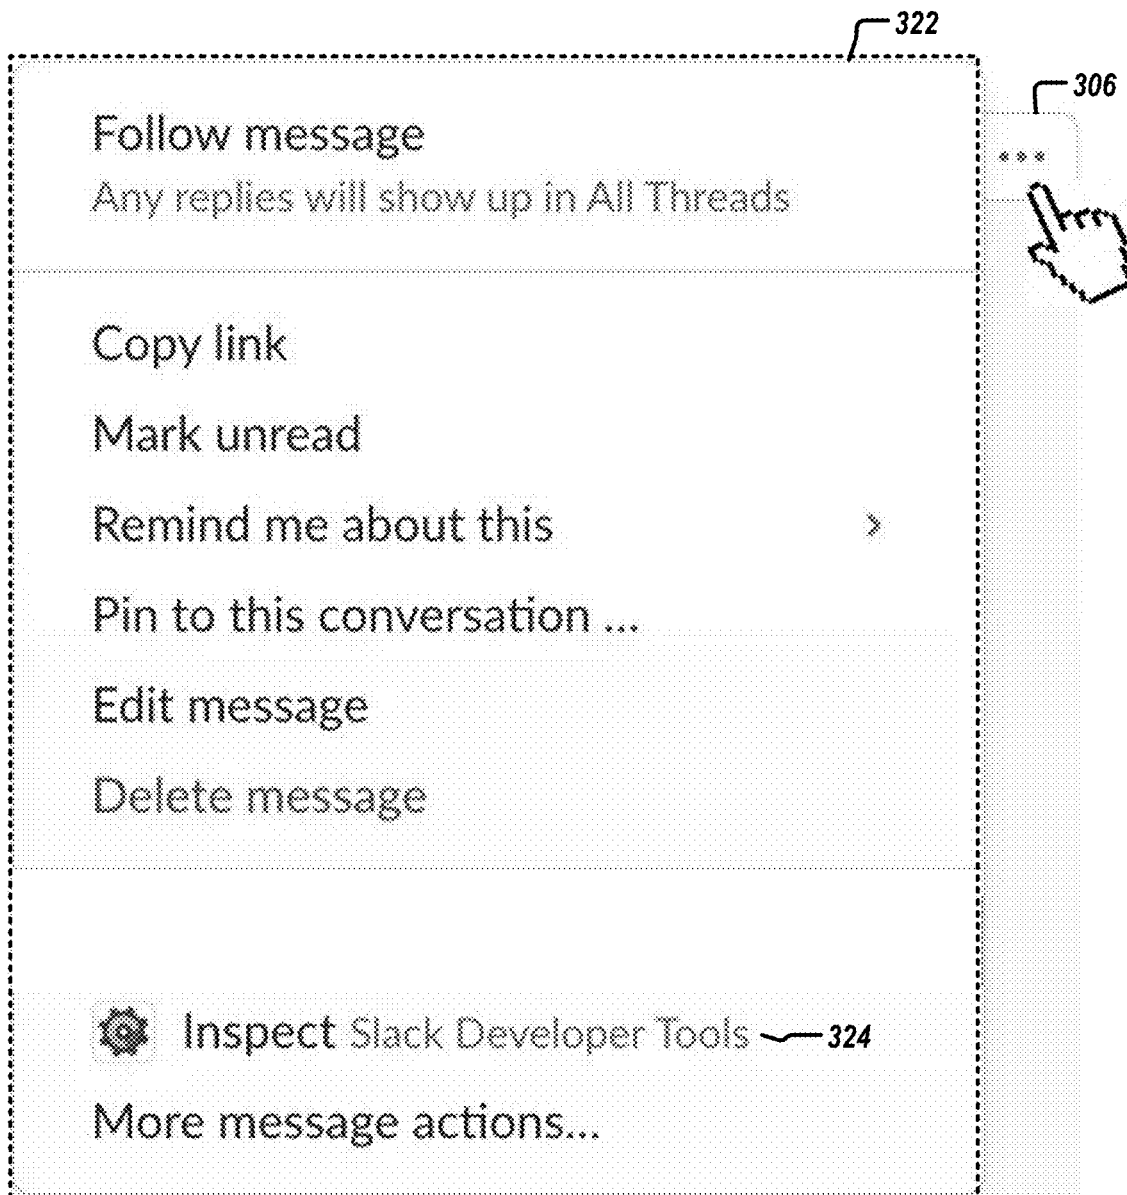 322
306
...
Follow message
Any replies will show up in All Threads
Copy link
Mark unread
Remind me about this >
Pin to this conversation ...
Edit message
Delete message
Inspect Slack Developer Tools 324
More message actions...